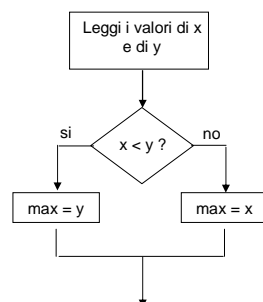 Leggi i valori di x
e di y
si
no
x < y ?
max = y
max = x